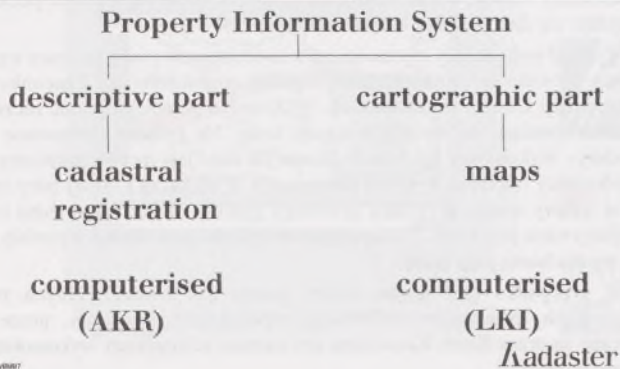 Property Information System
descriptive part
cartographic part
cadastral
registration
maps
computerised
(AKR)
computerised
(LKI)
Kadaster